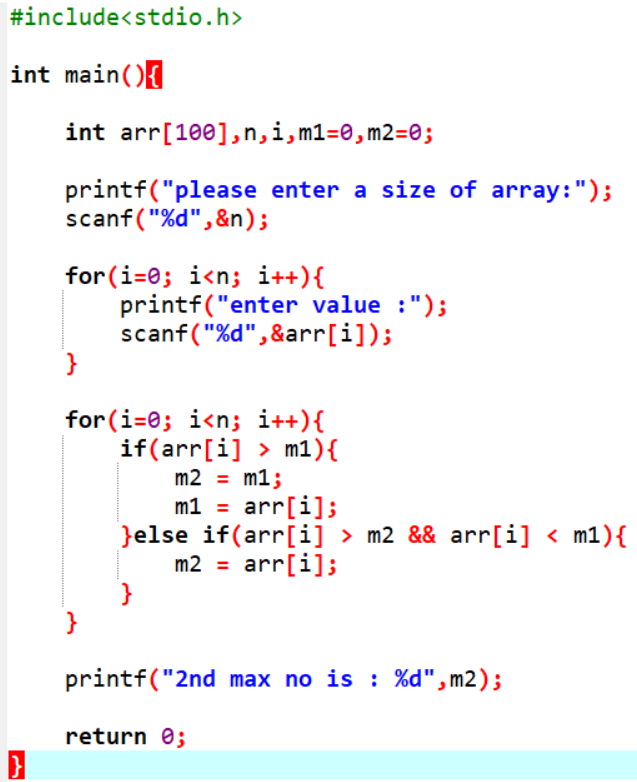 #include<stdio.h>
int main(){
int arr[100],n,i,m1=0,m2=0;
printf("please enter a size of array:");
scanf("%d",&n);
for(i=0; i<n; i++){
printf("enter value :");
scanf("%d",&arr[i]);
}
for(i=0; i<n; i++){
if(arr[i] > m1){
m2 = m1;
m1 = arr[i];
}else if(arr[i] > m2 && arr[i] < m1){
m2 = arr[i];
}
}
printf("2nd max no is : %d",m2);
return 0;
}